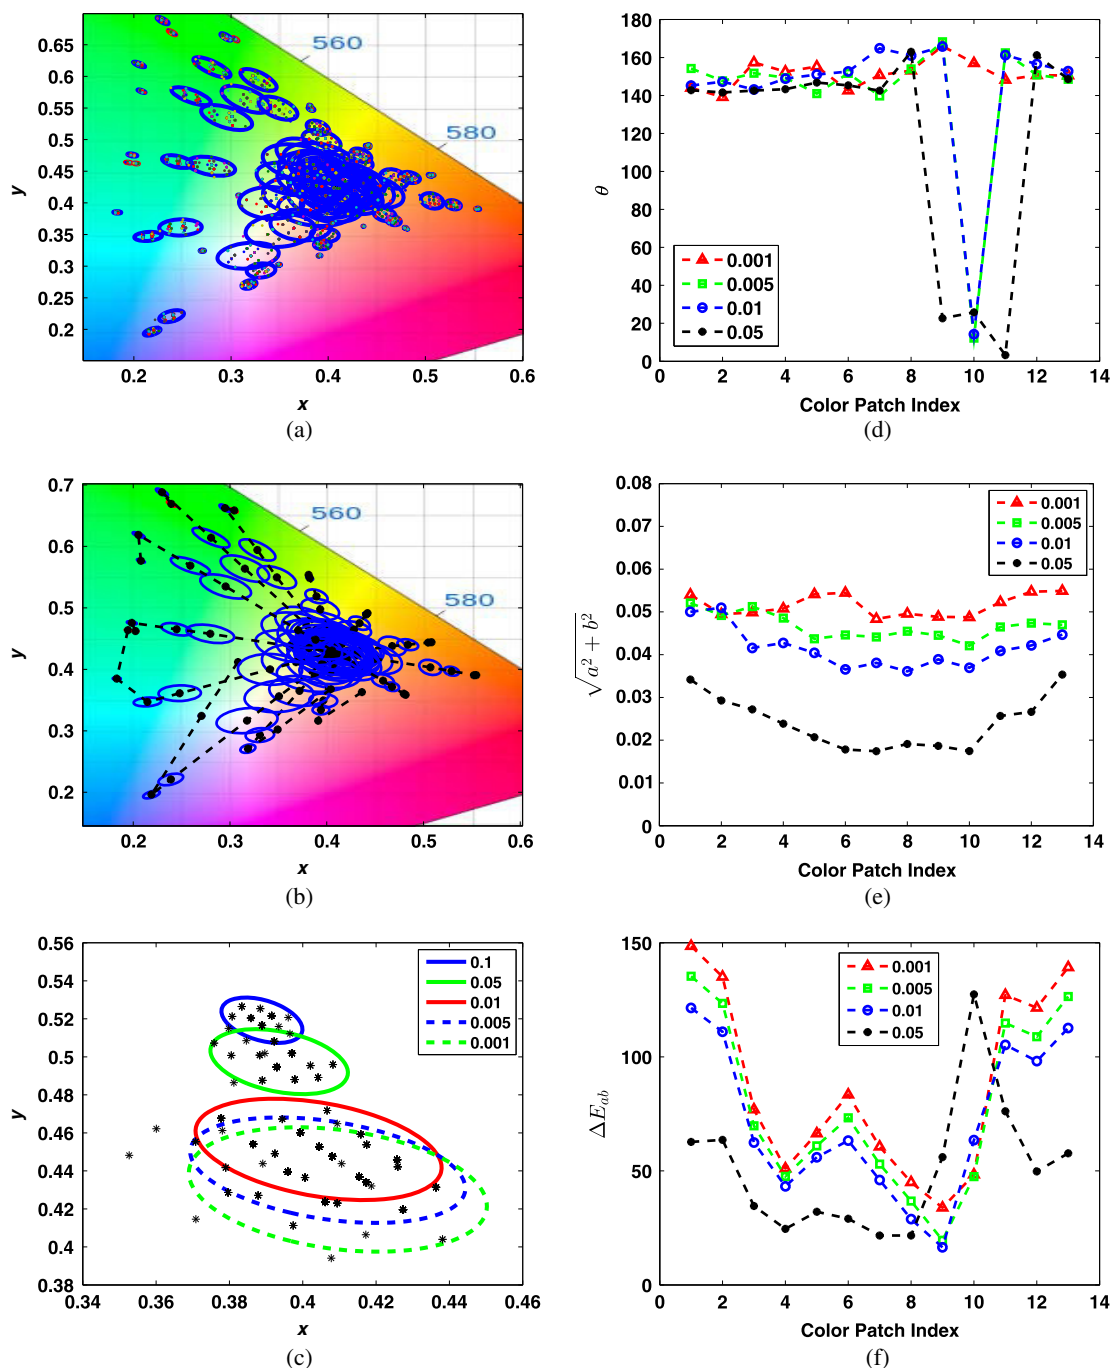 0.65
0.6
0.55
0.5
0.45
0.4
0.35
0.3
0.25
0.2
y
560
580
0.2 0.3 0.4 0.5 0.6
x
(a)
180
160
140
120
100
80
60
40
20
0
θ
0.001
0.005
0.01
0.05
0 2 4 6 8 10 12 14
Color Patch Index
(d)
0.7
0.6
0.5
0.4
0.3
0.2
y
560
580
0.2 0.3 0.4 0.5 0.6
x
(b)
0.08
0.07
0.06
0.05
0.04
0.03
0.02
0.01
0
√a² + b²
0.001
0.005
0.01
0.05
0 2 4 6 8 10 12 14
Color Patch Index
(e)
0.56
0.54
0.52
0.5
0.48
0.46
0.44
0.42
0.4
0.38
y
0.1
0.05
0.01
0.005
0.001
0.34 0.36 0.38 0.4 0.42 0.44 0.46
x
(c)
150
100
50
0
ΔE_ab
0.001
0.005
0.01
0.05
0 2 4 6 8 10 12 14
Color Patch Index
(f)